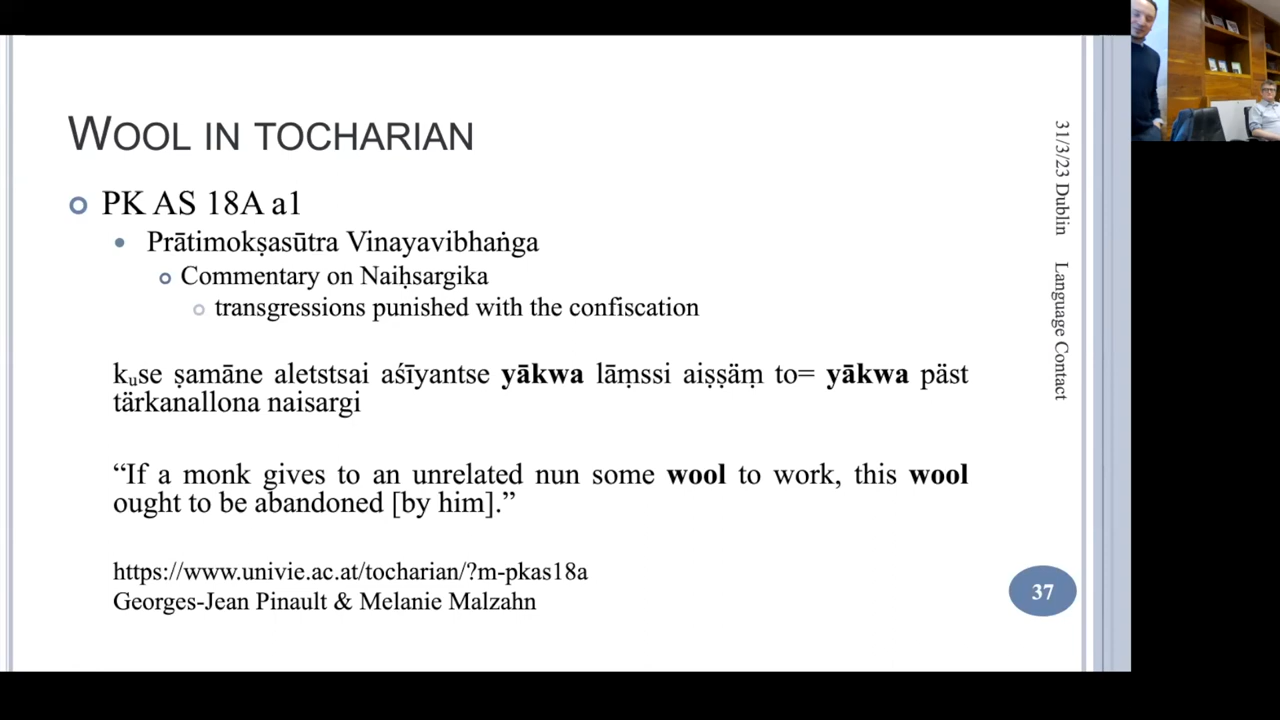 WOOL IN TOCHARIAN
PK AS 18A a1
Prātimokṣasūtra Vinayavibhaṅga
Commentary on Naiḥsargika
transgressions punished with the confiscation
kᵤse ṣamāne aletstsai aśīyantse yākwa lāṃssi aiṣṣäṃ to= yākwa päst
tärkanallona naisargi
“If a monk gives to an unrelated nun some wool to work, this wool
ought to be abandoned [by him].”
https://www.univie.ac.at/tocharian/?m-pkas18a
Georges-Jean Pinault & Melanie Malzahn
31/3/23 Dublin Language Contact
37